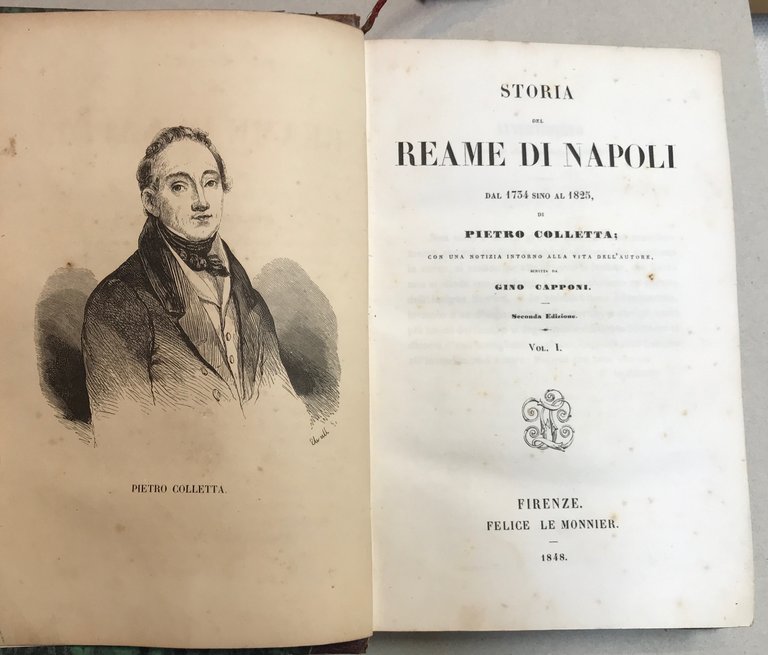 PIETRO COLLETTA.
STORIA
DEL
REAME DI NAPOLI
DAL 1734 SINO AL 1825,
DI
PIETRO COLLETTA;
CON UNA NOTIZIA INTORNO ALLA VITA DELL'AUTORE,
SCRITTA DA
GINO CAPPONI.
Seconda Edizione.
VOL. I.
FIRENZE.
FELICE LE MONNIER.
1848.